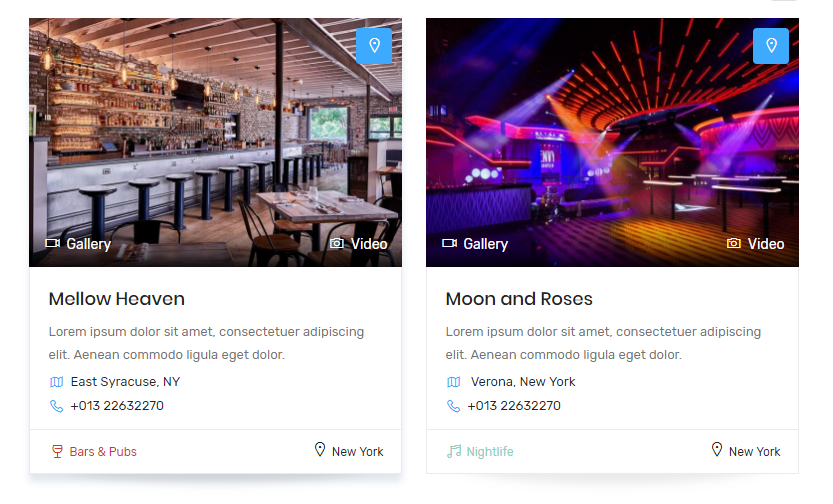 Gallery
Video
Mellow Heaven
Lorem ipsum dolor sit amet, consectetuer adipiscing
elit. Aenean commodo ligula eget dolor.
East Syracuse, NY
+013 22632270
Bars & Pubs
New York
ENVY
Gallery
Video
Moon and Roses
Lorem ipsum dolor sit amet, consectetuer adipiscing
elit. Aenean commodo ligula eget dolor.
Verona, New York
+013 22632270
Nightlife
New York